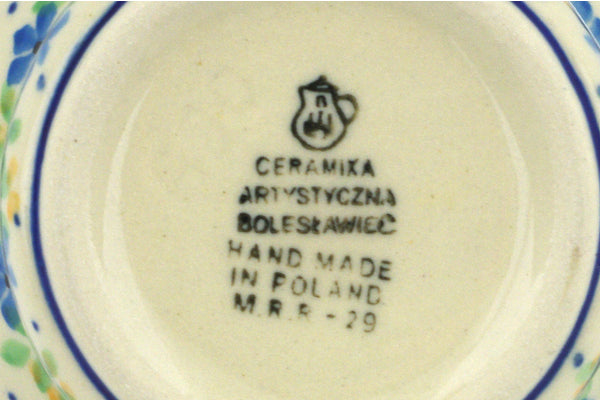 CERAMIKA
ARTYSTYCZNA
BOLESŁAWIEC
HAND MADE
IN POLAND
M.R.R - 29